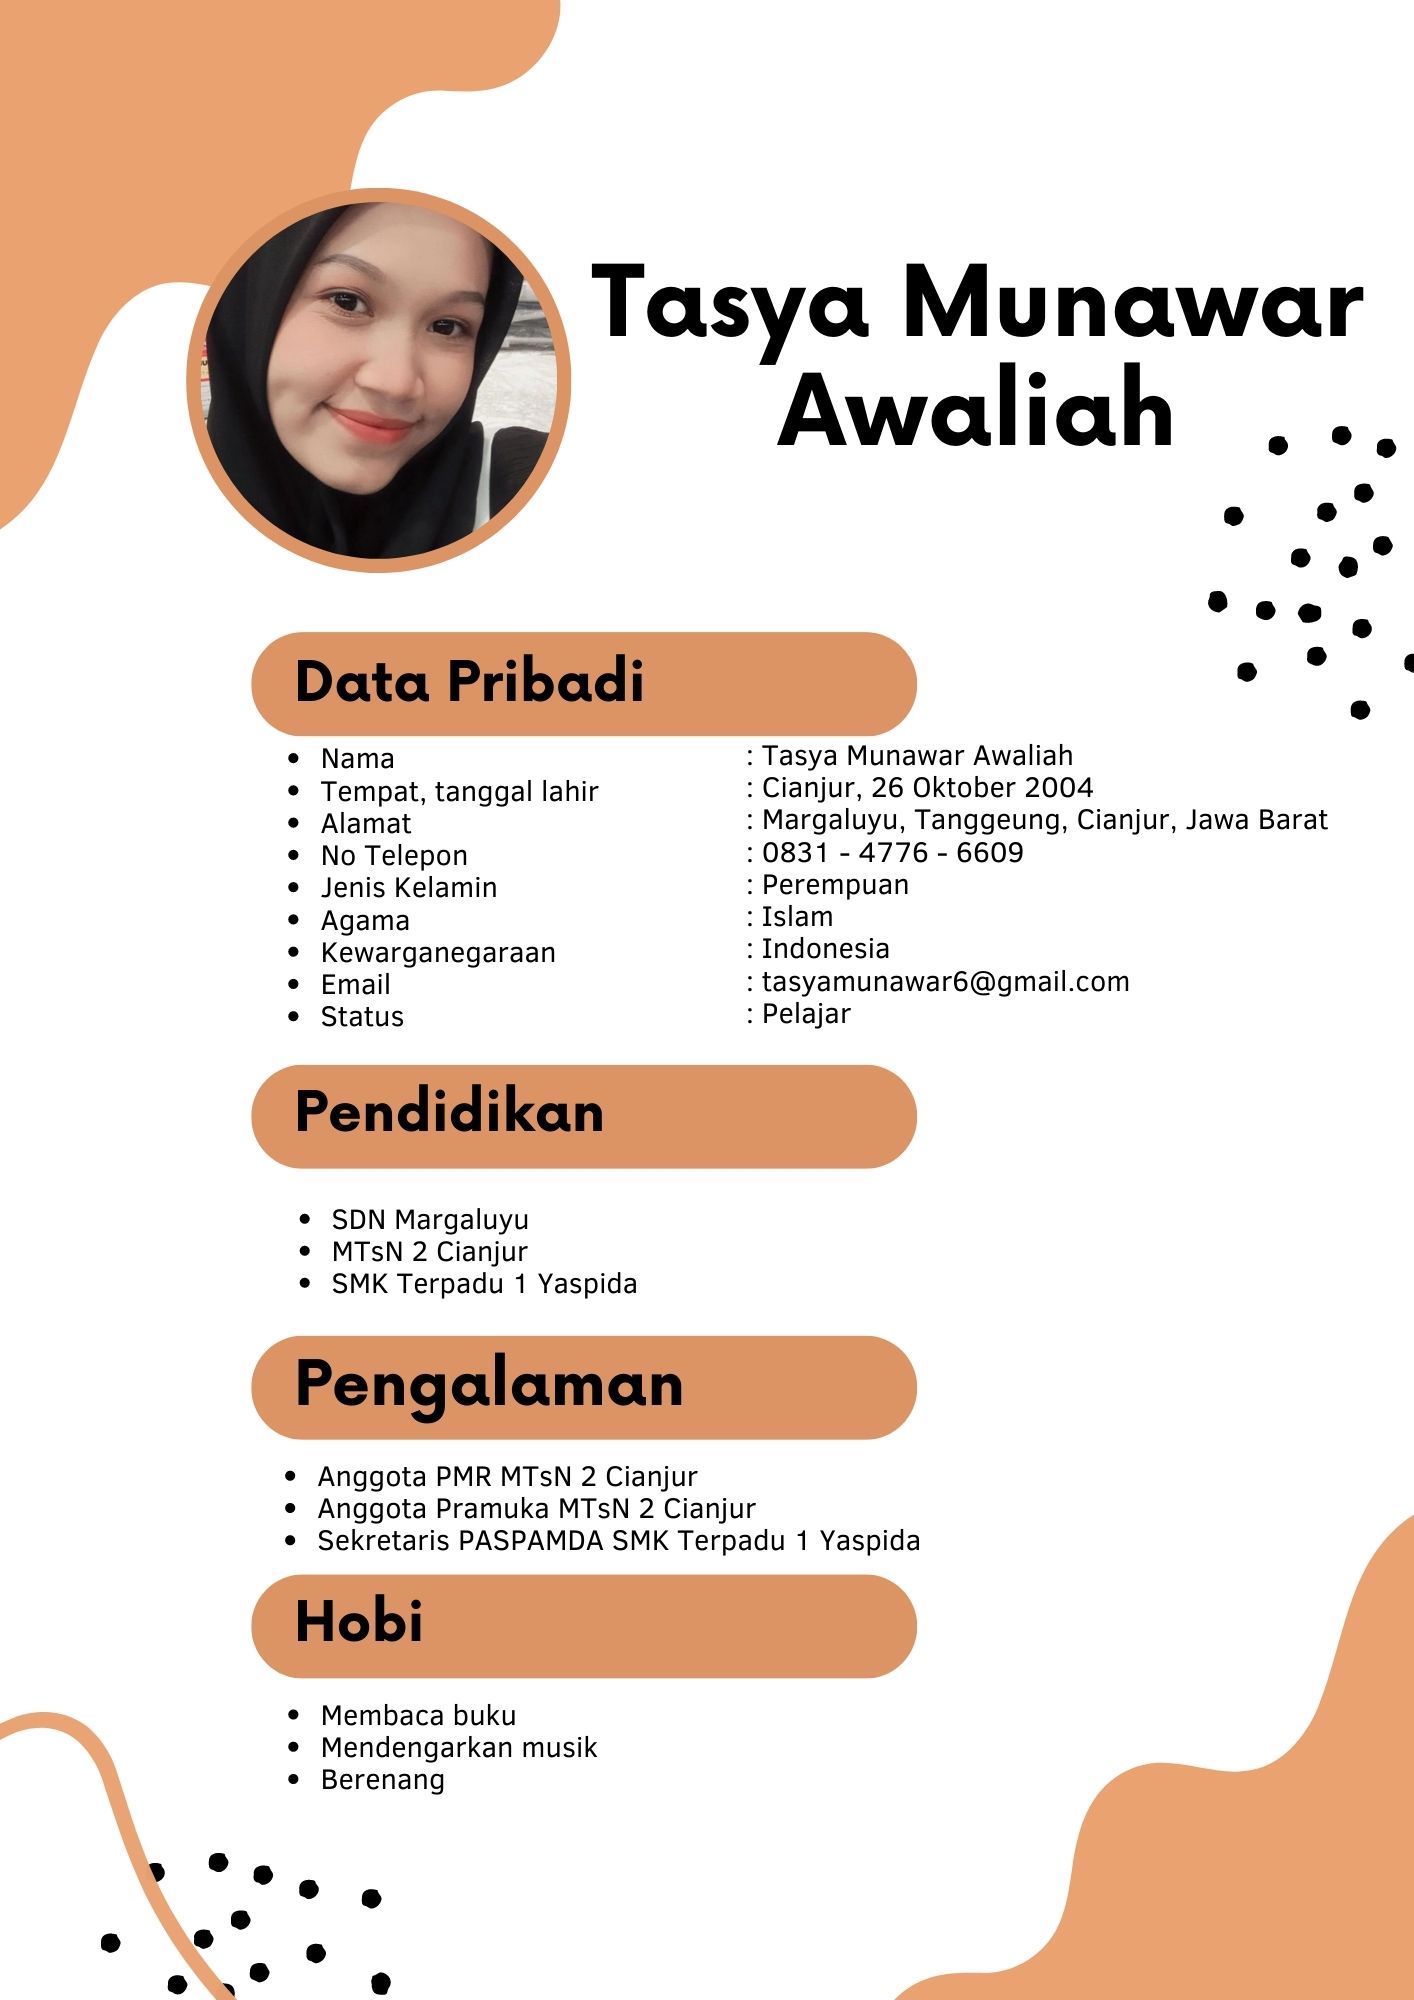 Tasya Munawar
Awaliah
Data Pribadi
• Nama : Tasya Munawar Awaliah
• Tempat, tanggal lahir : Cianjur, 26 Oktober 2004
• Alamat : Margaluyu, Tanggeung, Cianjur, Jawa Barat
• No Telepon : 0831 - 4776 - 6609
• Jenis Kelamin : Perempuan
• Agama : Islam
• Kewarganegaraan : Indonesia
• Email : tasyamunawar6@gmail.com
• Status : Pelajar
Pendidikan
• SDN Margaluyu
• MTsN 2 Cianjur
• SMK Terpadu 1 Yaspida
Pengalaman
• Anggota PMR MTsN 2 Cianjur
• Anggota Pramuka MTsN 2 Cianjur
• Sekretaris PASPAMDA SMK Terpadu 1 Yaspida
Hobi
• Membaca buku
• Mendengarkan musik
• Berenang